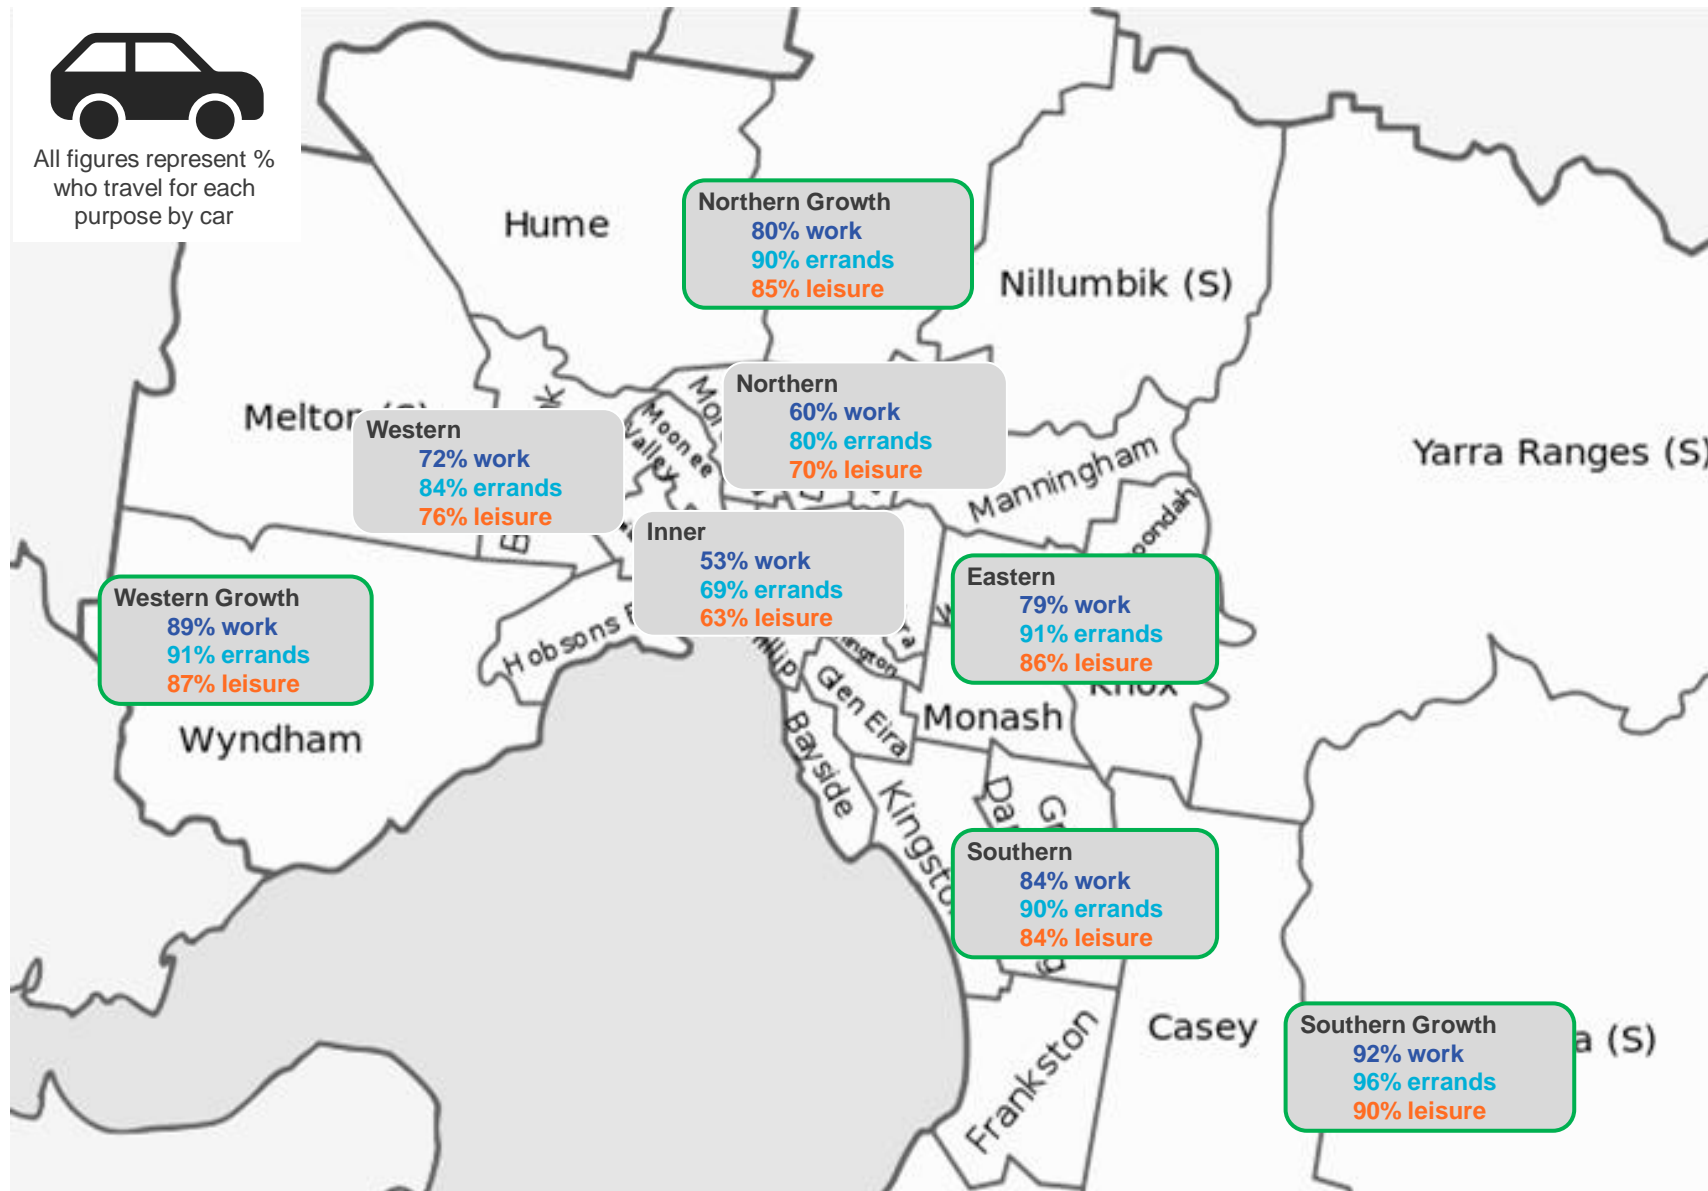 All figures represent %
who travel for each
purpose by car
Hume
Northern Growth
80% work
90% errands
85% leisure
Nillumbik (S)
Yarra Ranges (S)
Northern
60% work
80% errands
70% leisure
Western
72% work
84% errands
76% leisure
Moonee
Valley
Manningham
Inner
53% work
69% errands
63% leisure
Eastern
79% work
91% errands
86% leisure
Western Growth
89% work
91% errands
87% leisure
Hobsons
Wyndham
Glen Eira
Monash
Knox
Bayside
Southern
84% work
90% errands
84% leisure
Casey
Frankston
Southern Growth
92% work
96% errands
90% leisure
a (S)